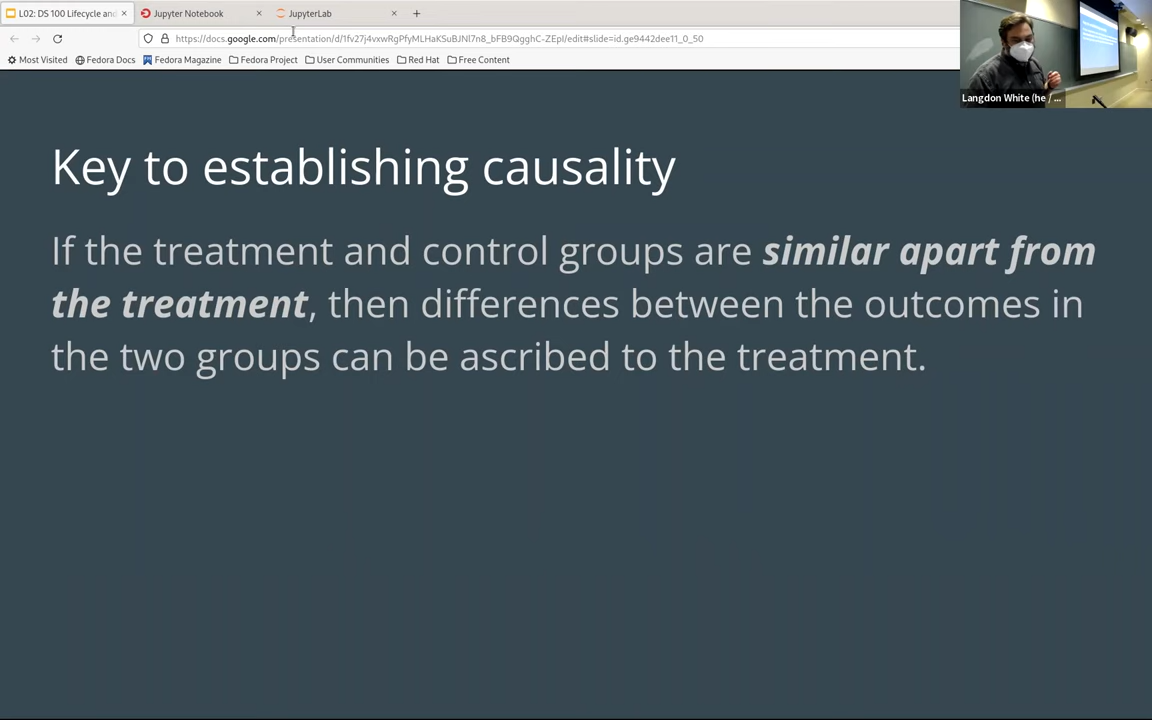 L02: DS 100 Lifecycle and
Jupyter Notebook
JupyterLab
https://docs.google.com/presentation/d/1fv27j4vxwRgPfyMLHaKSuBJNl7n8_bFB9QgghC-ZEpI/edit#slide=id.ge9442dee11_0_50
Most Visited
Fedora Docs
Fedora Magazine
Fedora Project
User Communities
Red Hat
Free Content
Langdon White (he / ...
Key to establishing causality
If the treatment and control groups are similar apart from
the treatment, then differences between the outcomes in
the two groups can be ascribed to the treatment.